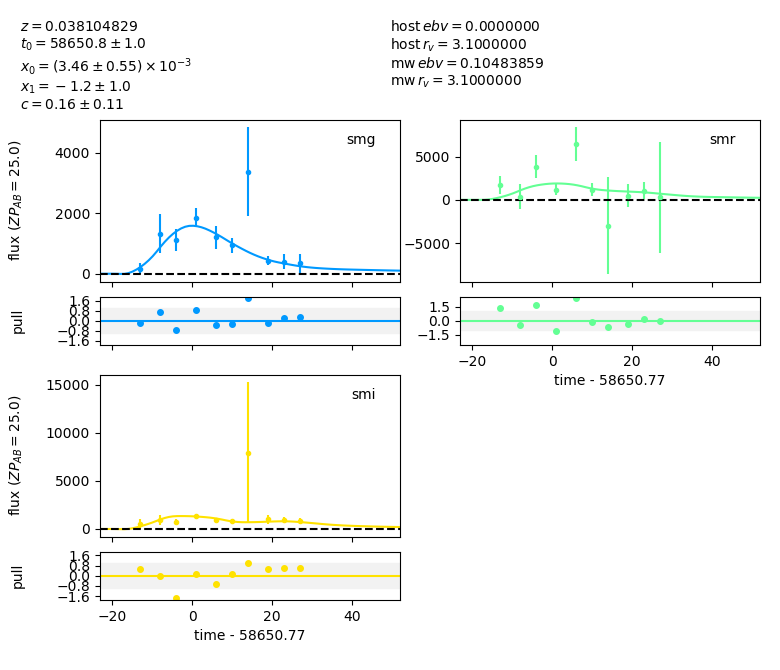 z = 0.038104829
t₀ = 58650.8 ± 1.0
x₀ = (3.46 ± 0.55) × 10⁻³
x₁ = −1.2 ± 1.0
c = 0.16 ± 0.11
host ebv = 0.0000000
host r_v = 3.1000000
mw ebv = 0.10483859
mw r_v = 3.1000000
smg
flux (ZP_AB = 25.0)
4000
2000
0
pull
1.6
0.8
0.0
−0.8
−1.6
smr
5000
0
−5000
1.5
0.0
−1.5
−20 0 20 40
time - 58650.77
smi
flux (ZP_AB = 25.0)
15000
10000
5000
0
pull
1.6
0.8
0.0
−0.8
−1.6
−20 0 20 40
time - 58650.77